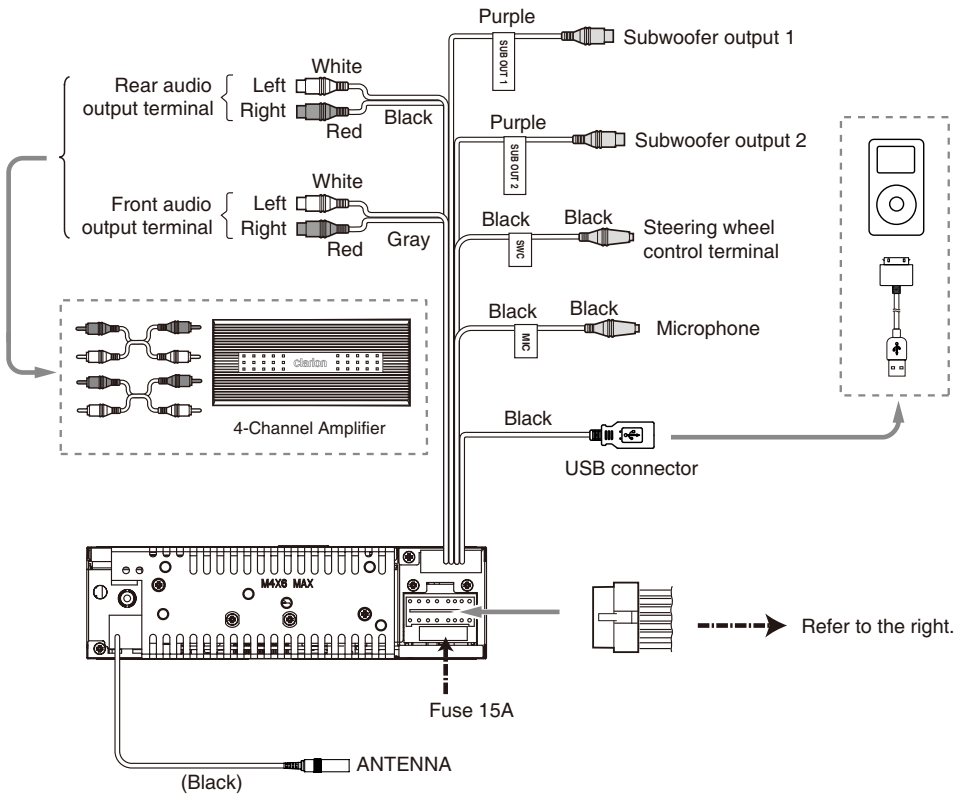 Purple
SUB OUT 1
Subwoofer output 1
Rear audio
output terminal
White
Left
Right
Red
Black
Purple
SUB OUT 2
Subwoofer output 2
Front audio
output terminal
White
Left
Right
Red
Gray
Black
SWC
Black
Steering wheel
control terminal
Black
MIC
Black
Microphone
clarion
4-Channel Amplifier
Black
USB connector
M4X6 MAX
Refer to the right.
Fuse 15A
ANTENNA
(Black)